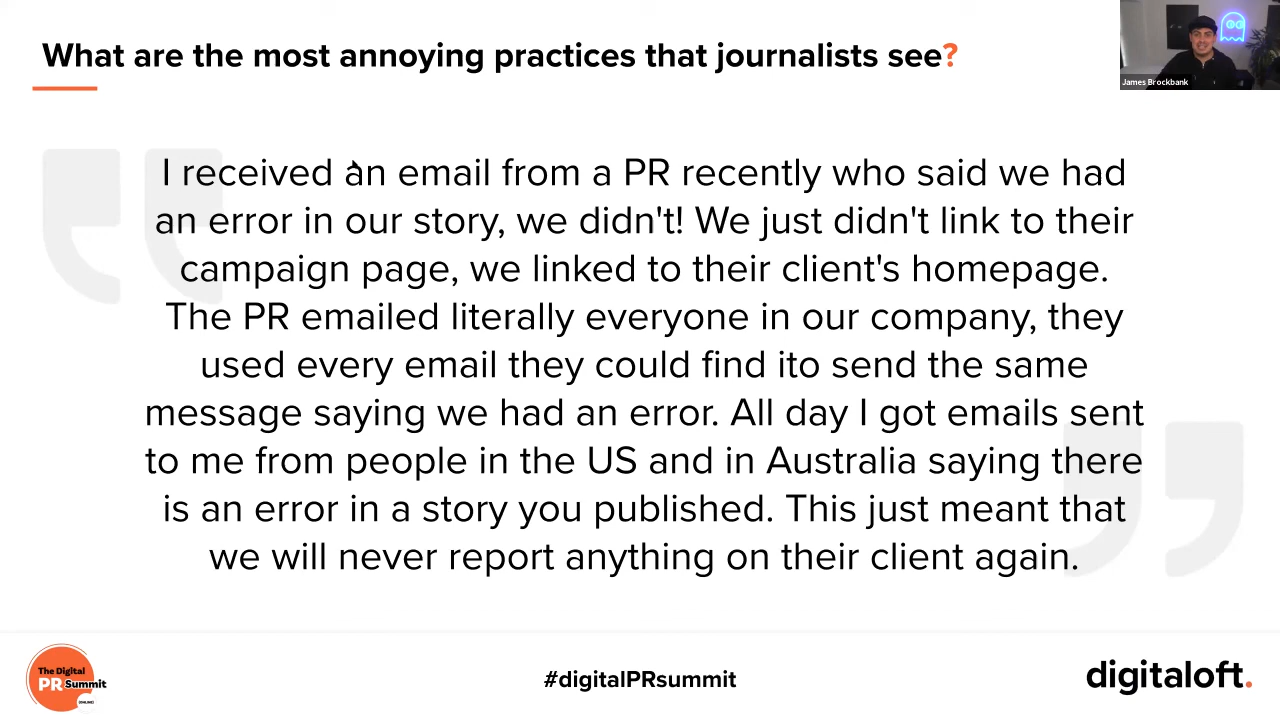 What are the most annoying practices that journalists see?
James Brockbank
I received an email from a PR recently who said we had
an error in our story, we didn't! We just didn't link to their
campaign page, we linked to their client's homepage.
The PR emailed literally everyone in our company, they
used every email they could find ito send the same
message saying we had an error. All day I got emails sent
to me from people in the US and in Australia saying there
is an error in a story you published. This just meant that
we will never report anything on their client again.
The Digital
PR Summit
(ONLINE)
#digitalPRsummit
digitaloft.